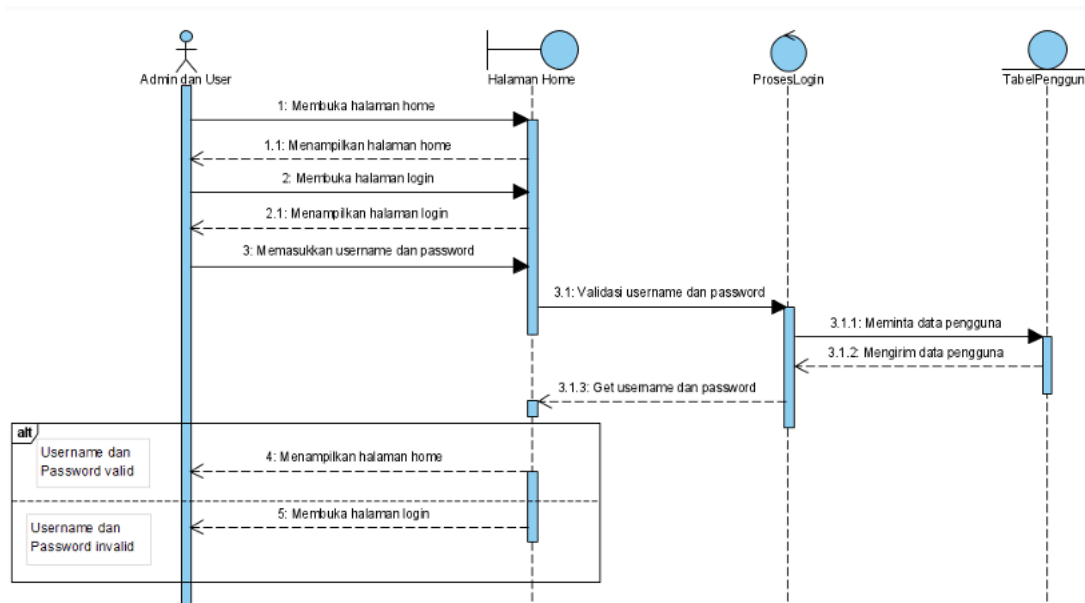 Admin dan User
Halaman Home
ProsesLogin
TabelPenggun
1: Membuka halaman home
1.1: Menampilkan halaman home
2: Membuka halaman login
2.1: Menampilkan halaman login
3: Memasukkan username dan password
3.1: Validasi username dan password
3.1.1: Meminta data pengguna
3.1.2: Mengirim data pengguna
3.1.3: Get username dan password
alt
Username dan
Password valid
4: Menampilkan halaman home
5: Membuka halaman login
Username dan
Password invalid